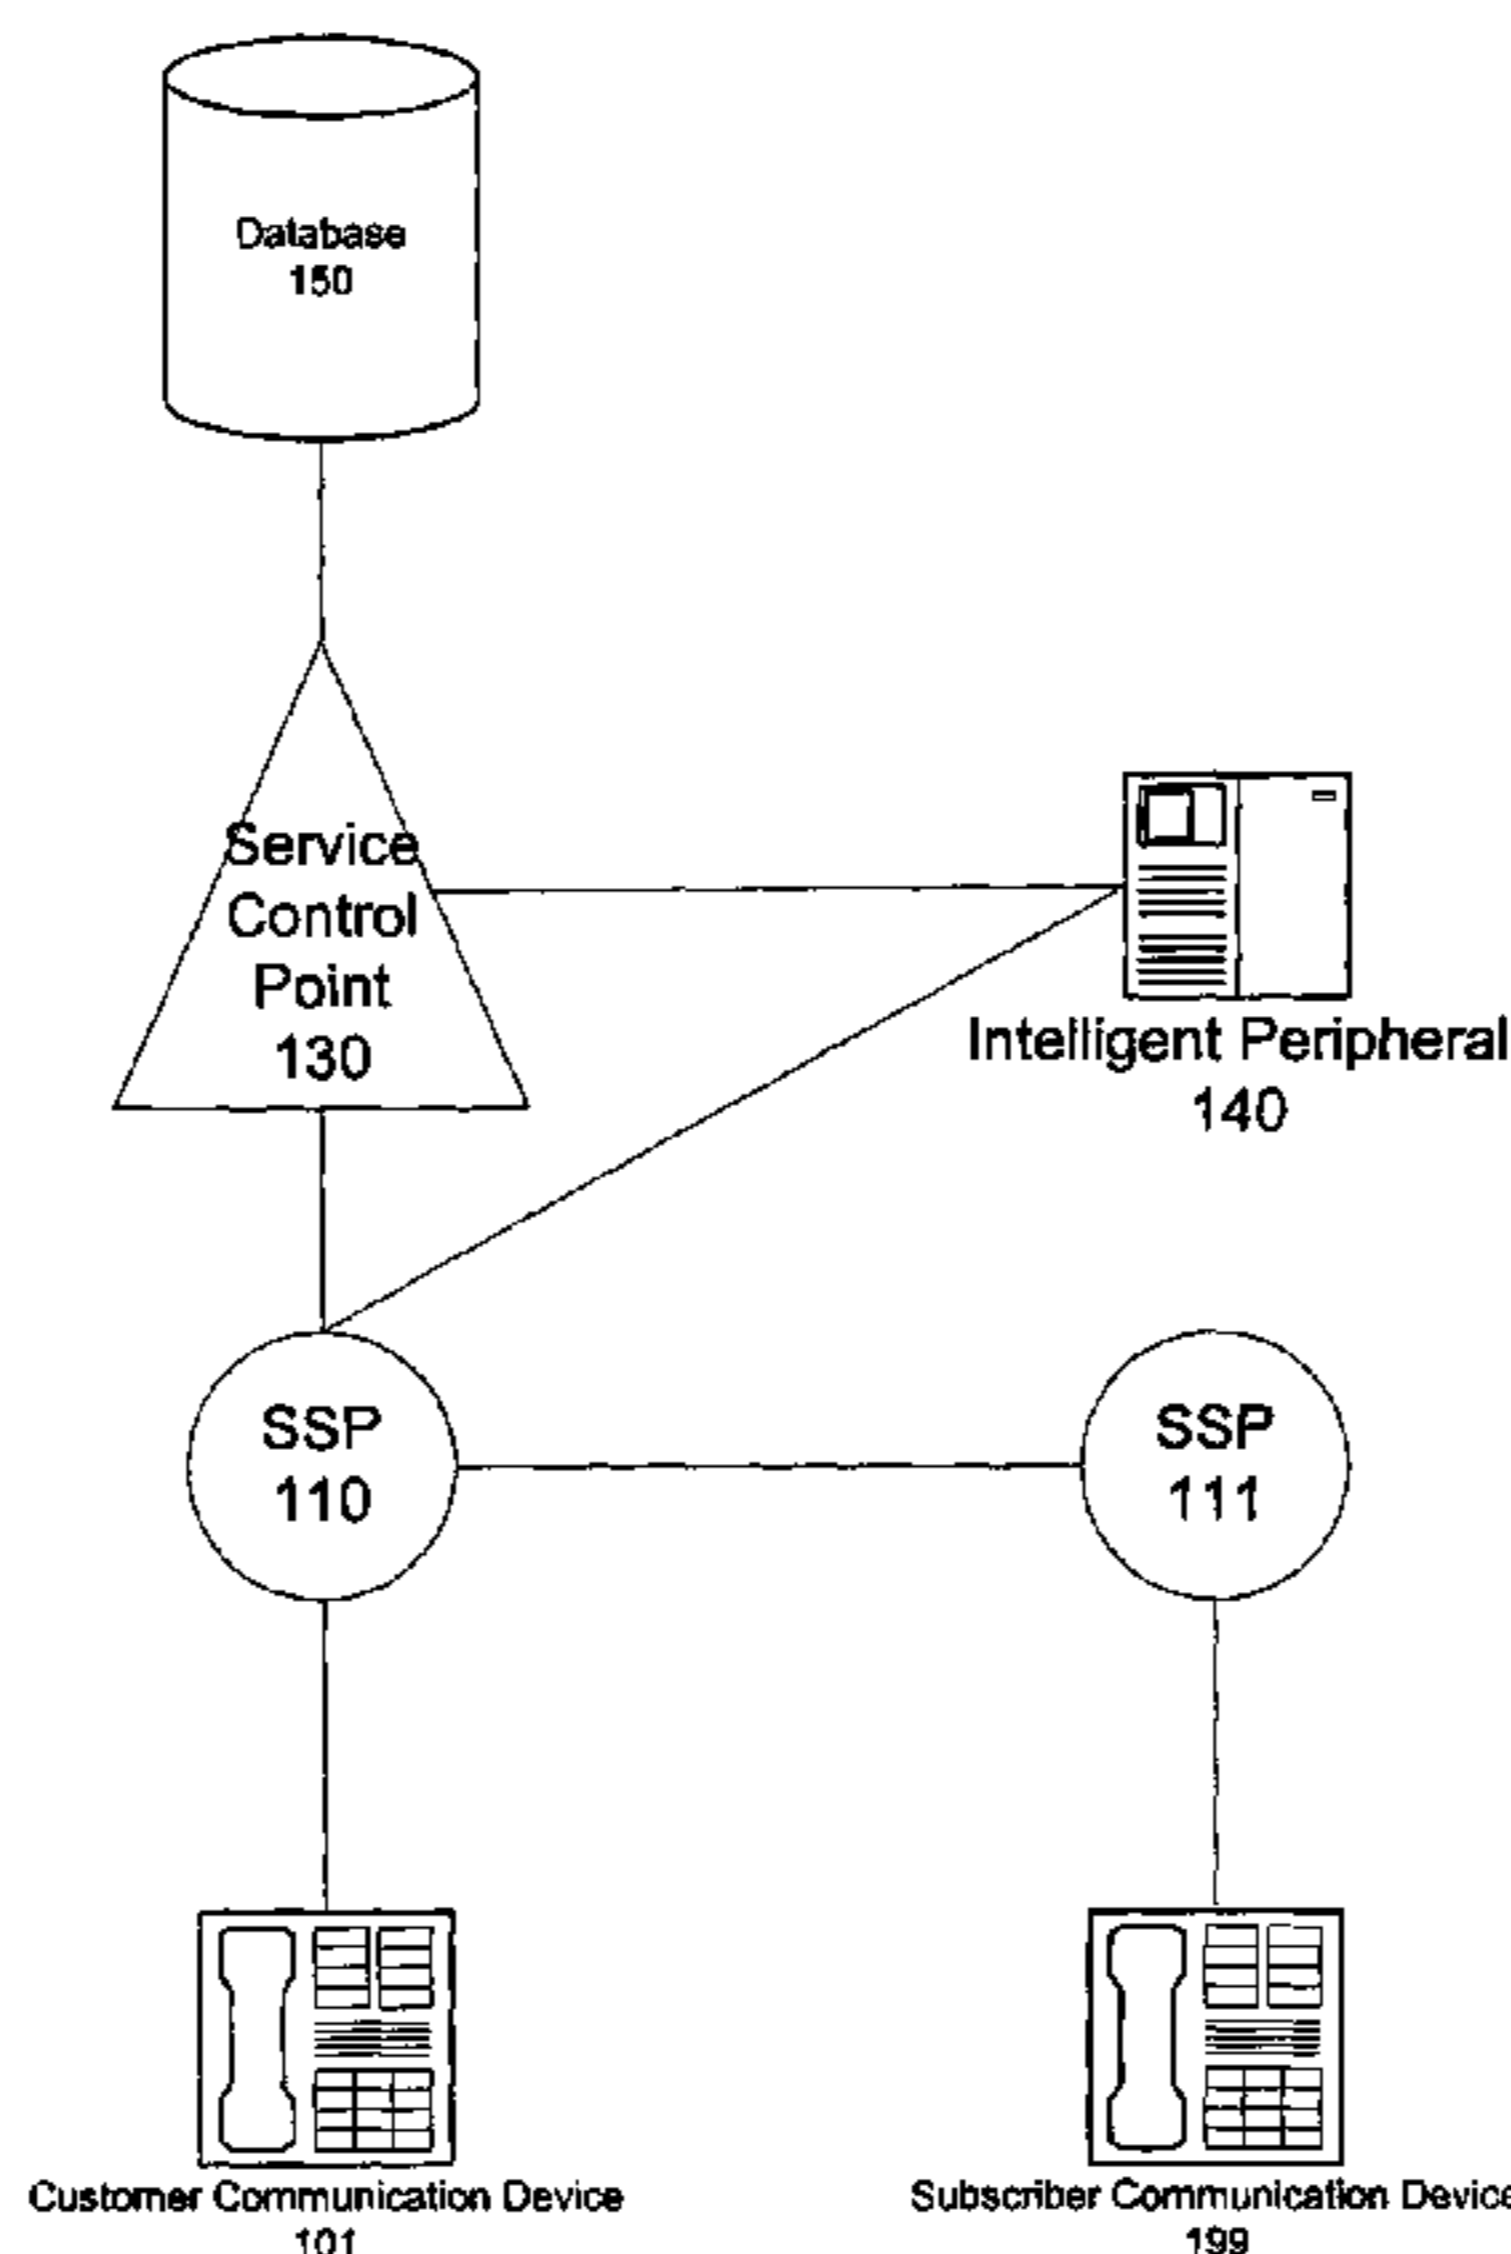 Database
150
Service
Control
Point
130
Intelligent Peripheral
140
SSP
110
SSP
111
Customer Communication Device
101
Subscriber Communication Device
199